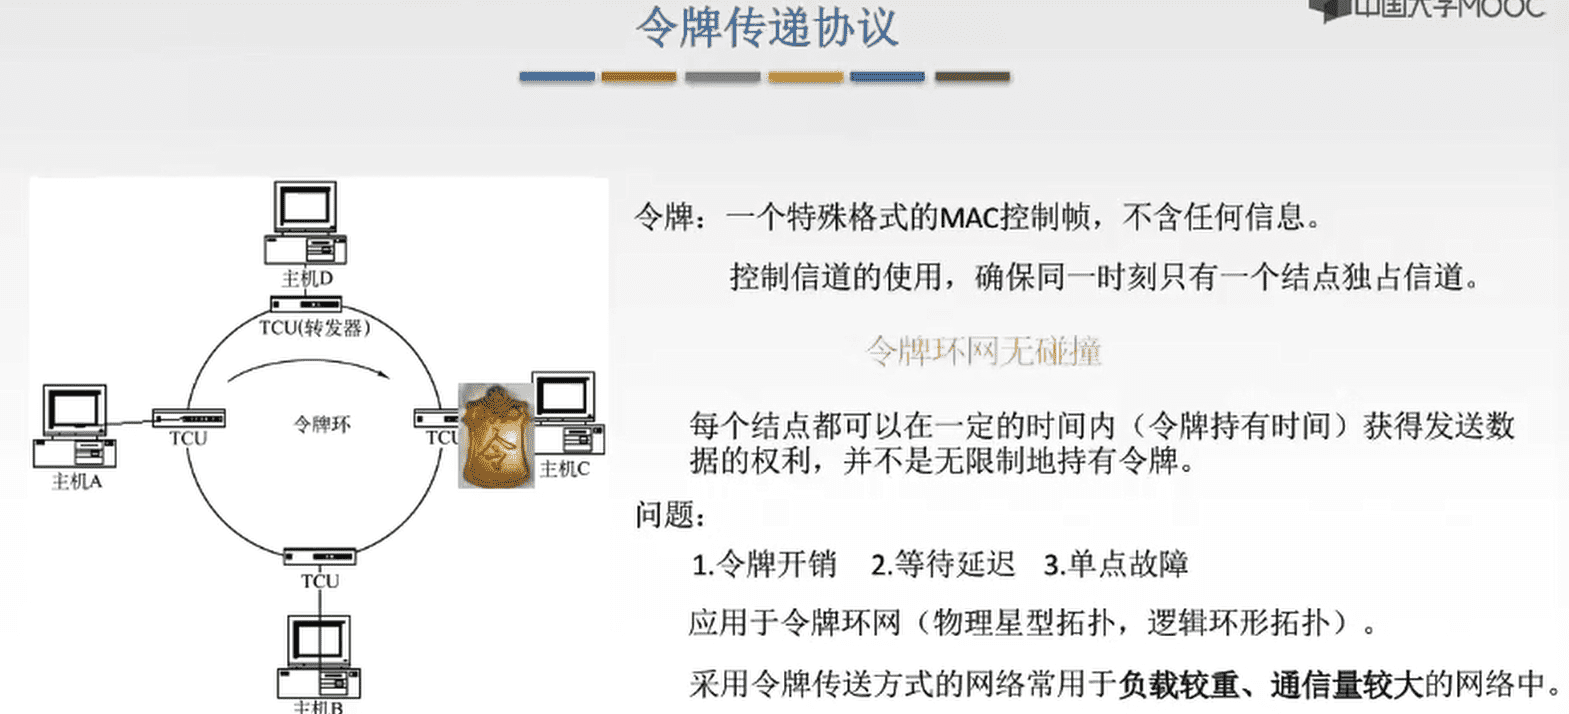 中国大学MOOC
令牌传递协议
主机D
TCU(转发器)
令牌环
TCU
主机A
TCU
令
主机C
TCU
主机B
令牌：一个特殊格式的MAC控制帧，不含任何信息。
控制信道的使用，确保同一时刻只有一个结点独占信道。
令牌环网无碰撞
每个结点都可以在一定的时间内（令牌持有时间）获得发送数
据的权利，并不是无限制地持有令牌。
问题：
1.令牌开销 2.等待延迟 3.单点故障
应用于令牌环网（物理星型拓扑，逻辑环形拓扑）。
采用令牌传送方式的网络常用于负载较重、通信量较大的网络中。